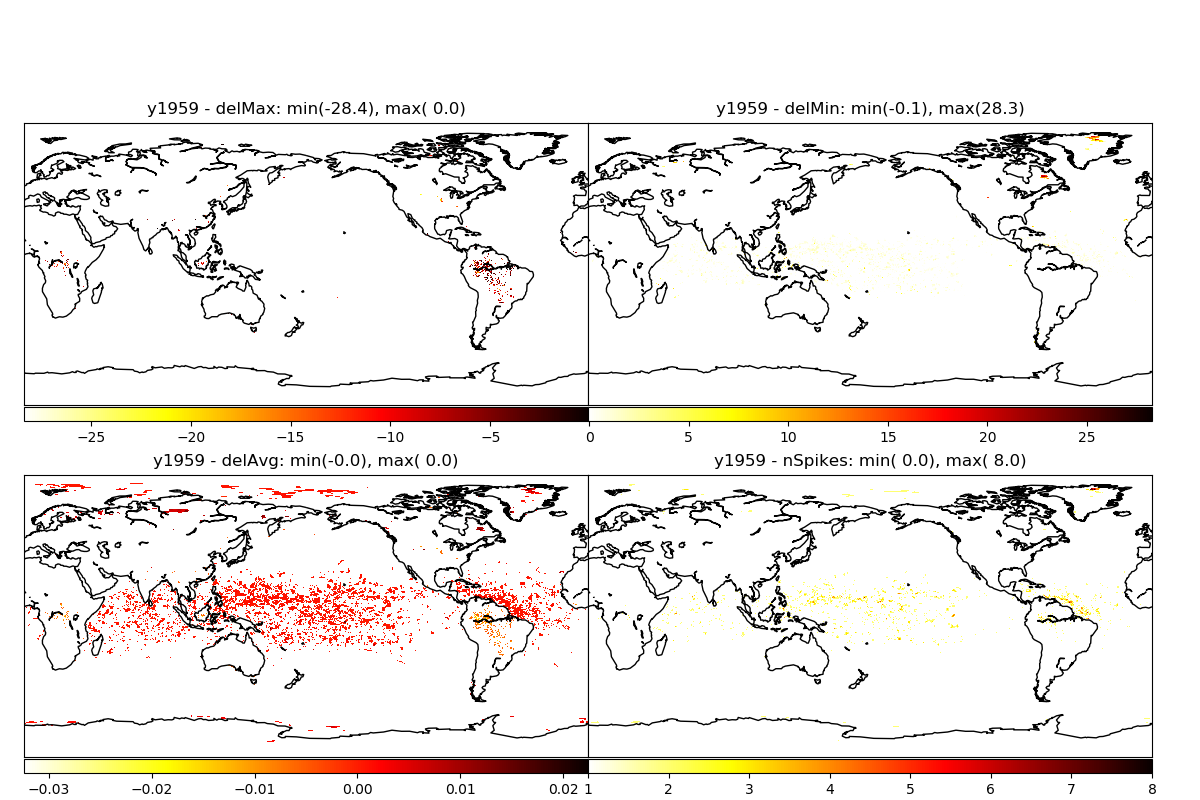 y1959 - delMax: min(-28.4), max( 0.0)
y1959 - delMin: min(-0.1), max(28.3)
−25 −20 −15 −10 −5
0 5 10 15 20 25
y1959 - delAvg: min(-0.0), max( 0.0)
y1959 - nSpikes: min( 0.0), max( 8.0)
−0.03 −0.02 −0.01 0.00 0.01 0.02
1 2 3 4 5 6 7 8